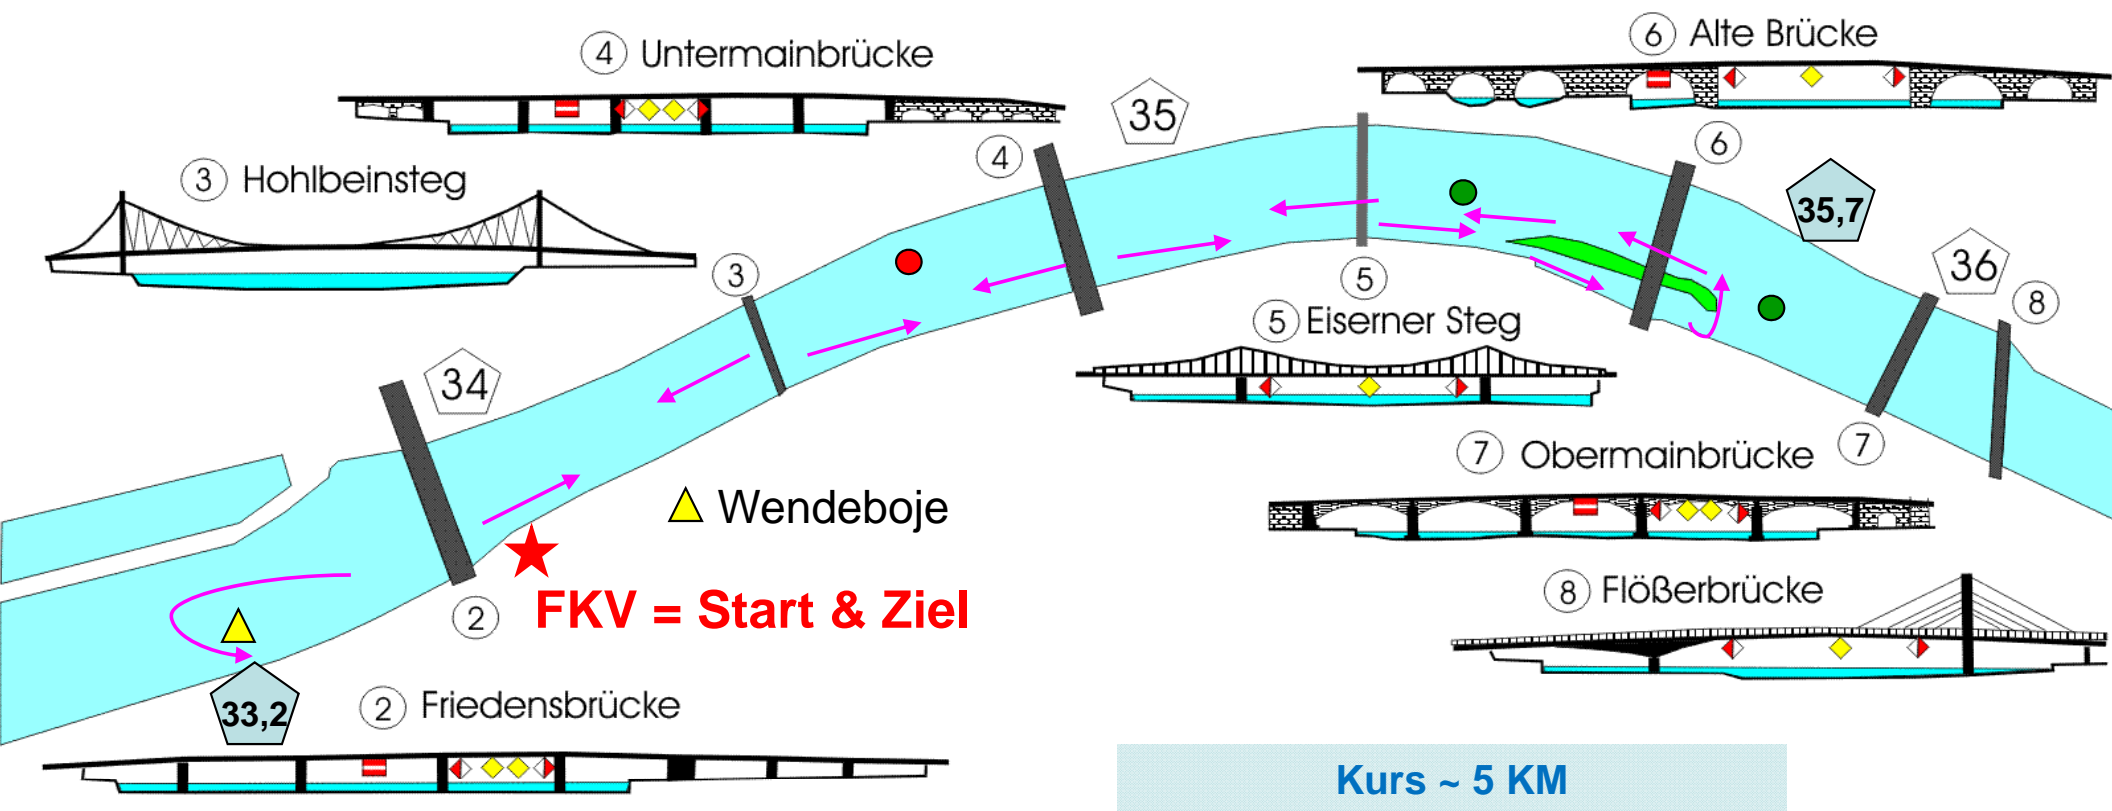 4 Untermainbrücke
6 Alte Brücke
3 Hohlbeinsteg
35
4
6
35,7
3
5
36
8
5 Eiserner Steg
34
7 Obermainbrücke
7
Wendeboje
8 Flößerbrücke
FKV = Start & Ziel
2
33,2
2 Friedensbrücke
Kurs ~ 5 KM